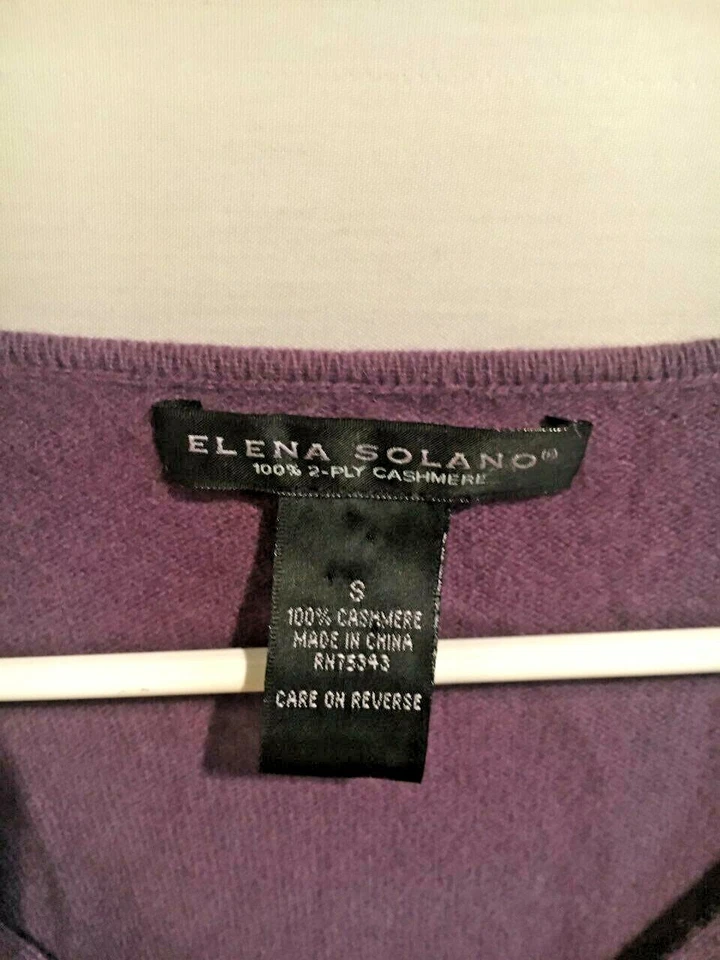 ELENA SOLANO
100% 2-PLY CASHMERE
S
100% CASHMERE
MADE IN CHINA
RN75343
CARE ON REVERSE